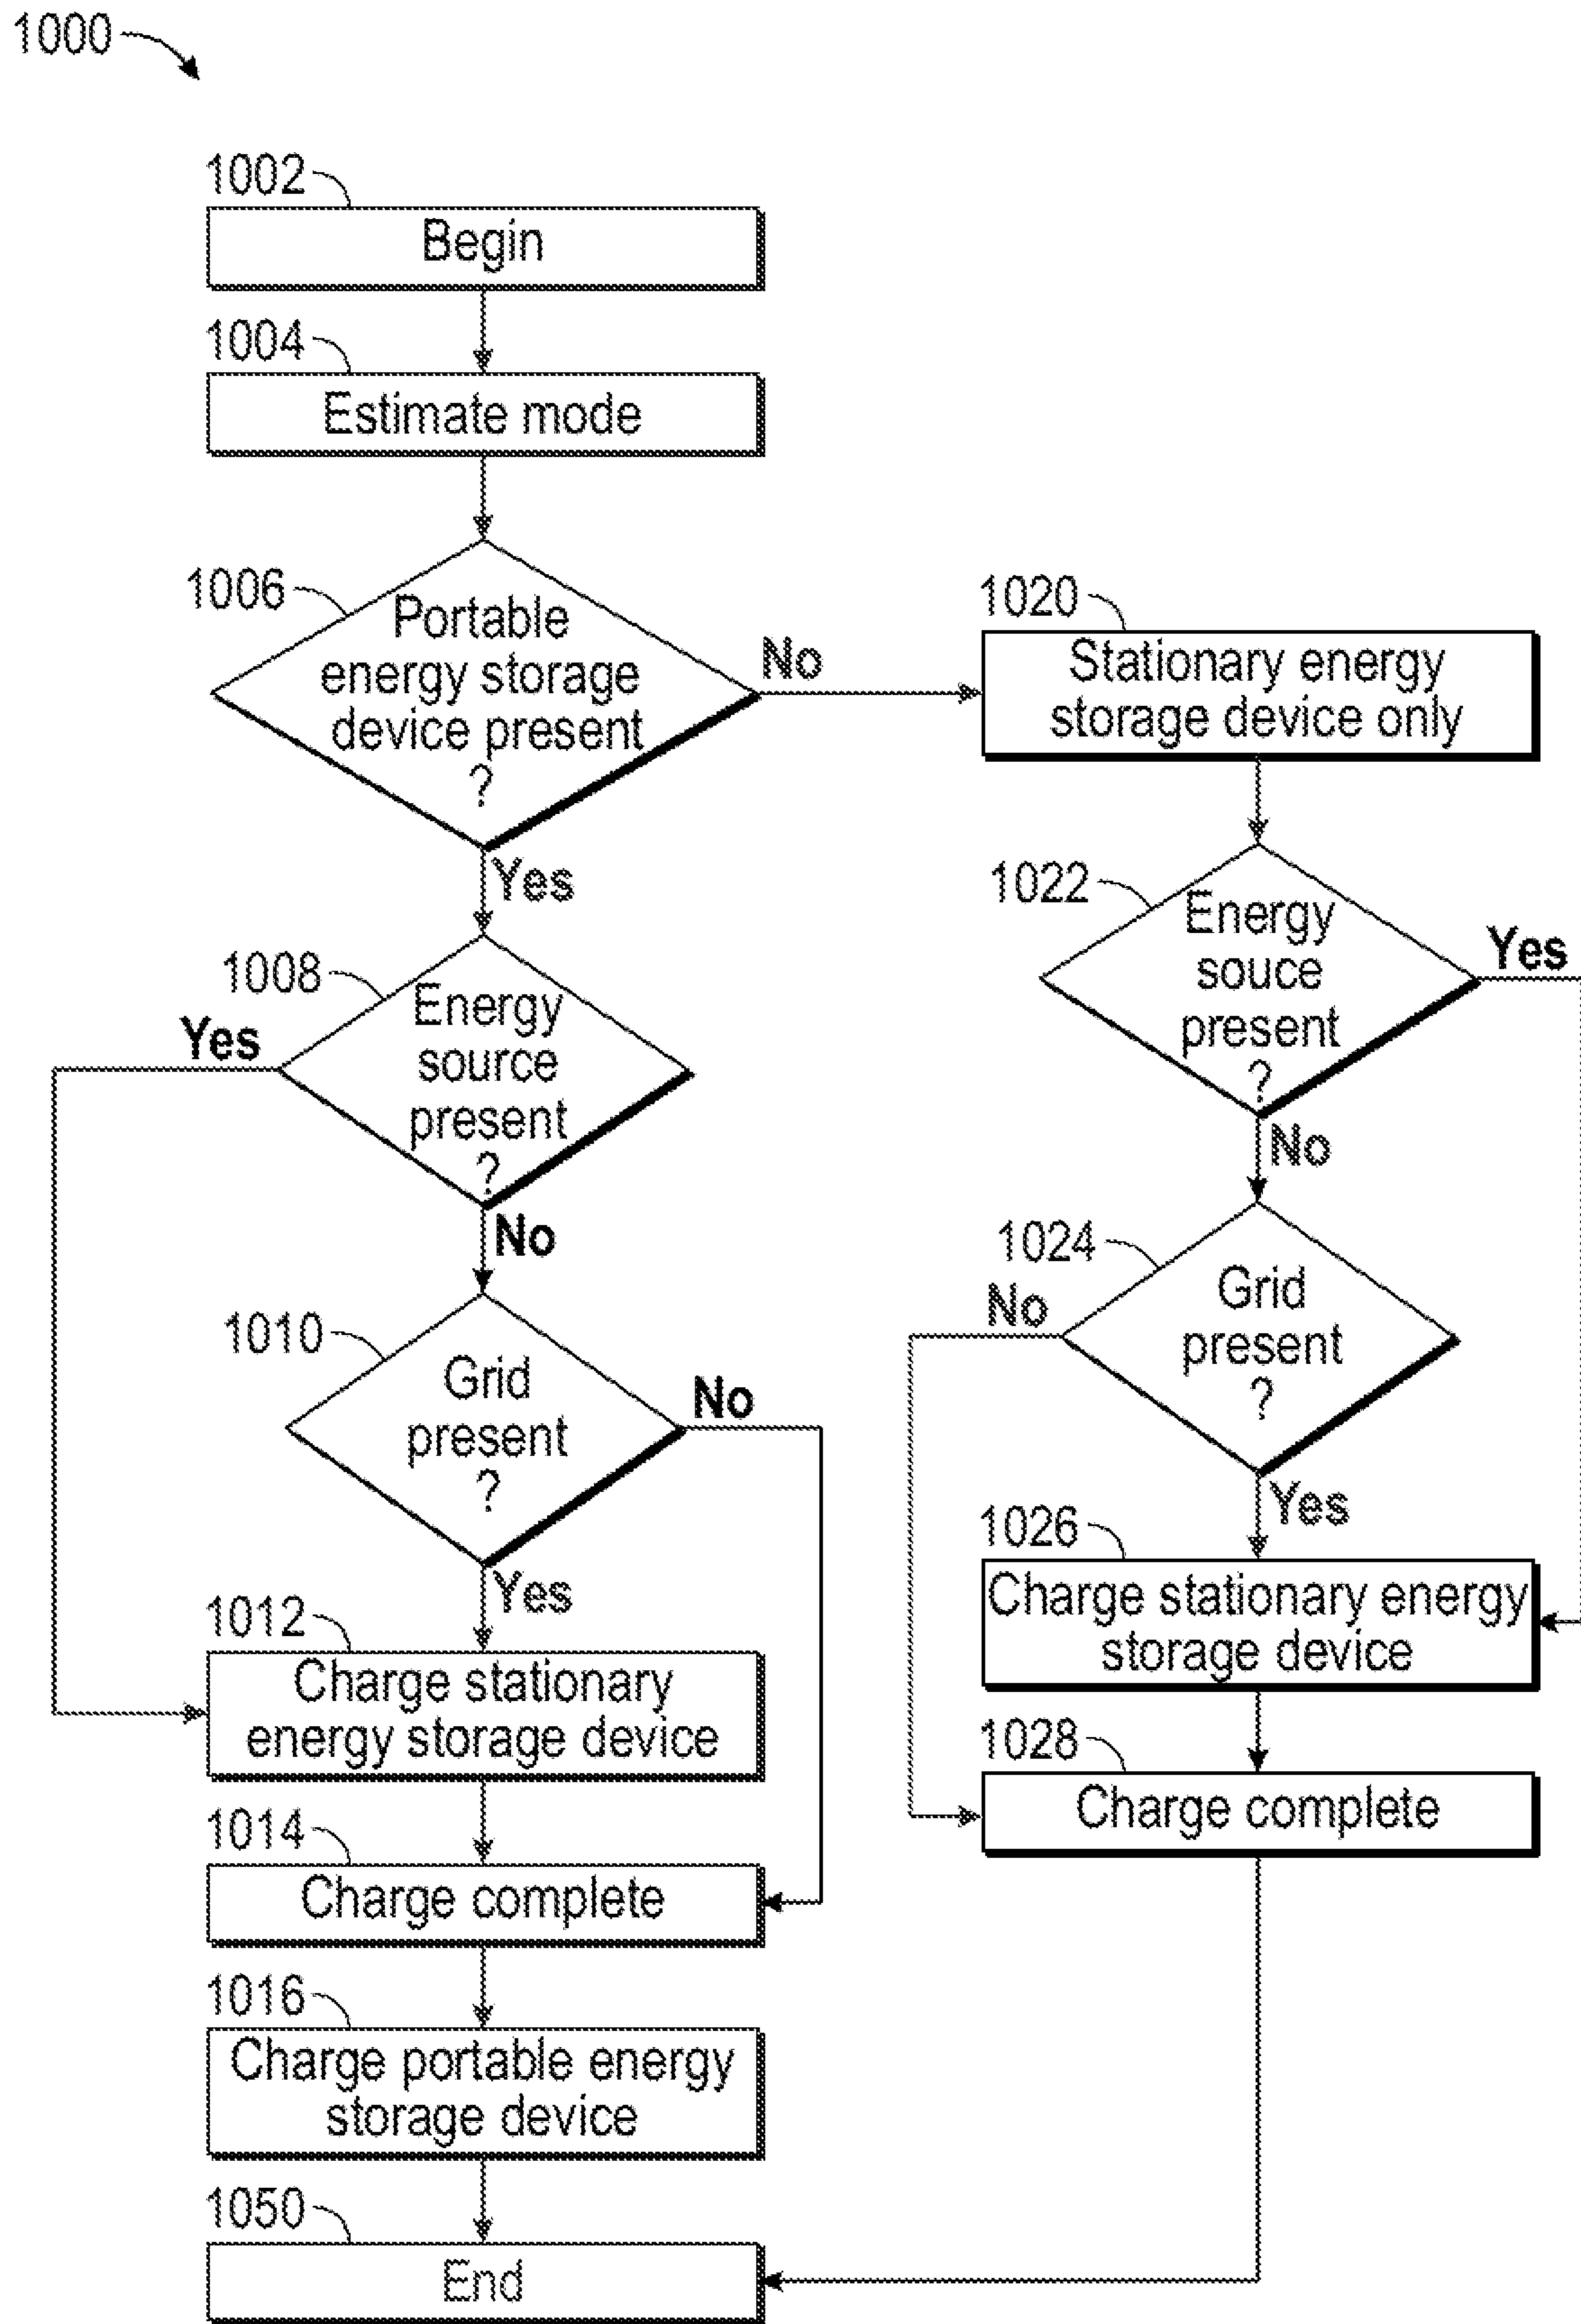 1000
1002
Begin
1004
Estimate mode
1006
Portable
energy storage
device present
?
No
Yes
1008
Energy
source
present
?
Yes
No
1010
Grid
present
?
No
Yes
1012
Charge stationary
energy storage device
1014
Charge complete
1016
Charge portable energy
storage device
1050
End
1020
Stationary energy
storage device only
1022
Energy
souce
present
?
Yes
No
1024
Grid
present
?
No
Yes
1026
Charge stationary energy
storage device
1028
Charge complete